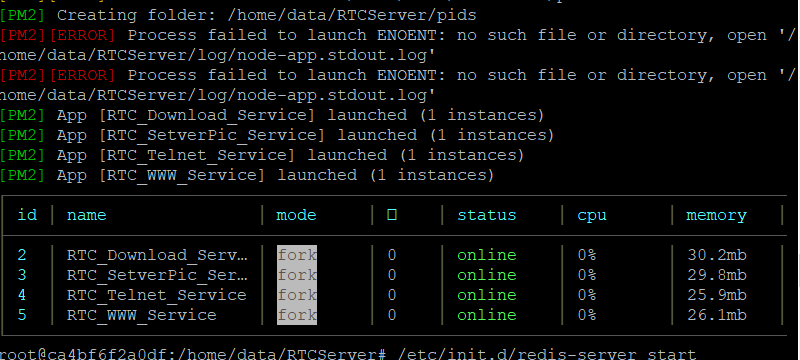 [PM2] Creating folder: /home/data/RTCServer/pids
[PM2][ERROR] Process failed to launch ENOENT: no such file or directory, open '/
home/data/RTCServer/log/node-app.stdout.log'
[PM2][ERROR] Process failed to launch ENOENT: no such file or directory, open '/
home/data/RTCServer/log/node-app.stdout.log'
[PM2] App [RTC_Download_Service] launched (1 instances)
[PM2] App [RTC_SetverPic_Service] launched (1 instances)
[PM2] App [RTC_Telnet_Service] launched (1 instances)
[PM2] App [RTC_WWW_Service] launched (1 instances)
id name mode status cpu memory
2 RTC_Download_Serv… fork 0 online 0% 30.2mb
3 RTC_SetverPic_Ser… fork 0 online 0% 29.8mb
4 RTC_Telnet_Service fork 0 online 0% 25.9mb
5 RTC_WWW_Service fork 0 online 0% 26.1mb
root@ca4bf6f2a0df:/home/data/RTCServer# /etc/init.d/redis-server start